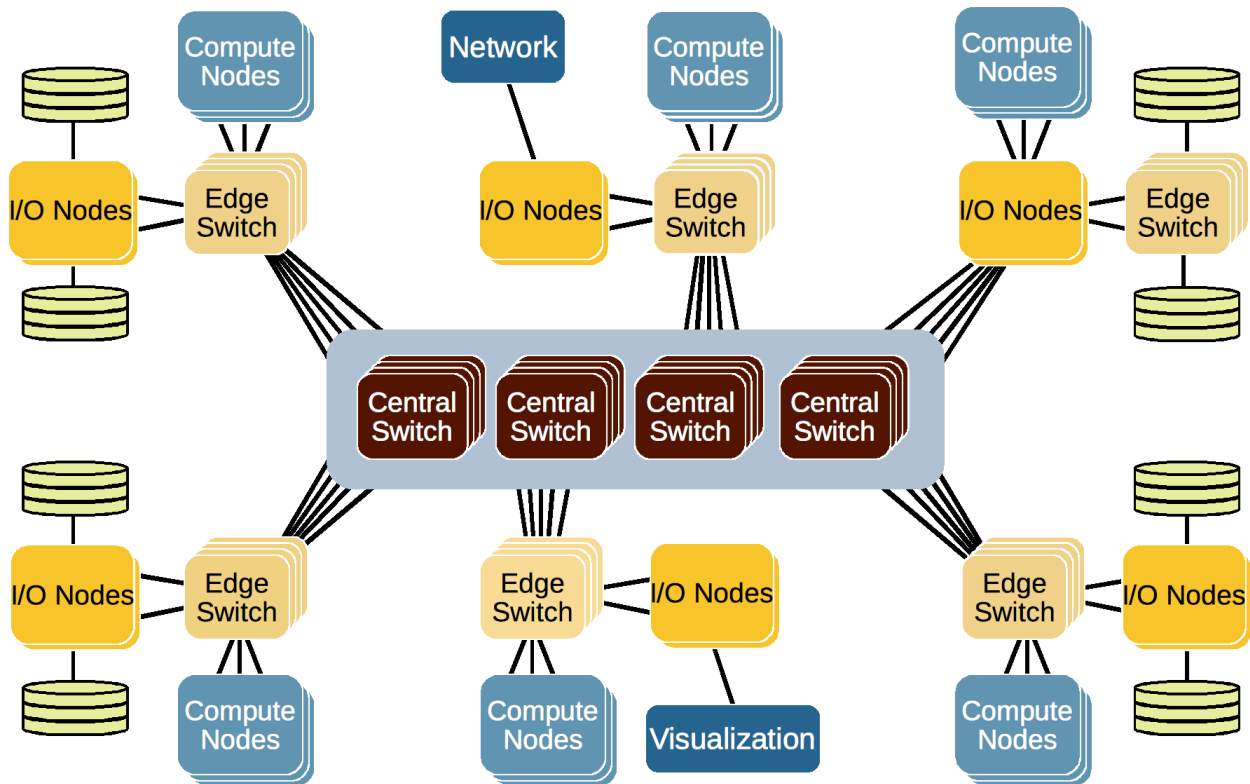 Compute
Nodes
Network
Compute
Nodes
Compute
Nodes
I/O Nodes
Edge
Switch
I/O Nodes
Edge
Switch
I/O Nodes
Edge
Switch
Central
Switch
Central
Switch
Central
Switch
Central
Switch
I/O Nodes
Edge
Switch
Edge
Switch
I/O Nodes
Edge
Switch
I/O Nodes
Compute
Nodes
Compute
Nodes
Visualization
Compute
Nodes